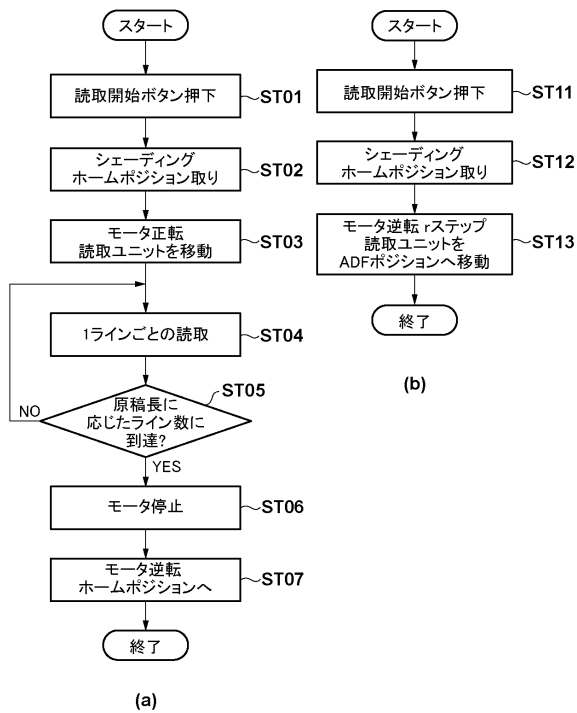 スタート
読取開始ボタン押下
ST01
シェーディング
ホームポジション取り
ST02
モータ正転
読取ユニットを移動
ST03
1ラインごとの読取
ST04
ST05
原稿長に
応じたライン数に
到達?
NO
YES
モータ停止
ST06
モータ逆転
ホームポジションへ
ST07
終了
(a)
スタート
読取開始ボタン押下
ST11
シェーディング
ホームポジション取り
ST12
モータ逆転 rステップ
読取ユニットを
ADFポジションへ移動
ST13
終了
(b)